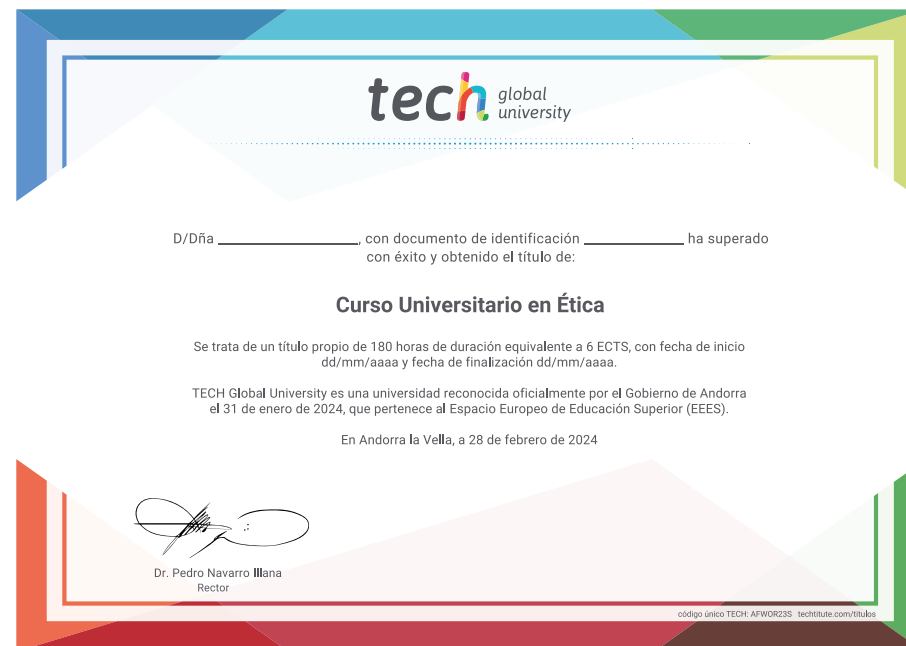 tech global university
D/Dña ____________, con documento de identificación ____________ ha superado
con éxito y obtenido el título de:
Curso Universitario en Ética
Se trata de un título propio de 180 horas de duración equivalente a 6 ECTS, con fecha de inicio
dd/mm/aaaa y fecha de finalización dd/mm/aaaa.
TECH Global University es una universidad reconocida oficialmente por el Gobierno de Andorra
el 31 de enero de 2024, que pertenece al Espacio Europeo de Educación Superior (EEES).
En Andorra la Vella, a 28 de febrero de 2024
Dr. Pedro Navarro Illana
Rector
código único TECH: AFWOR23S techtitute.com/titulos